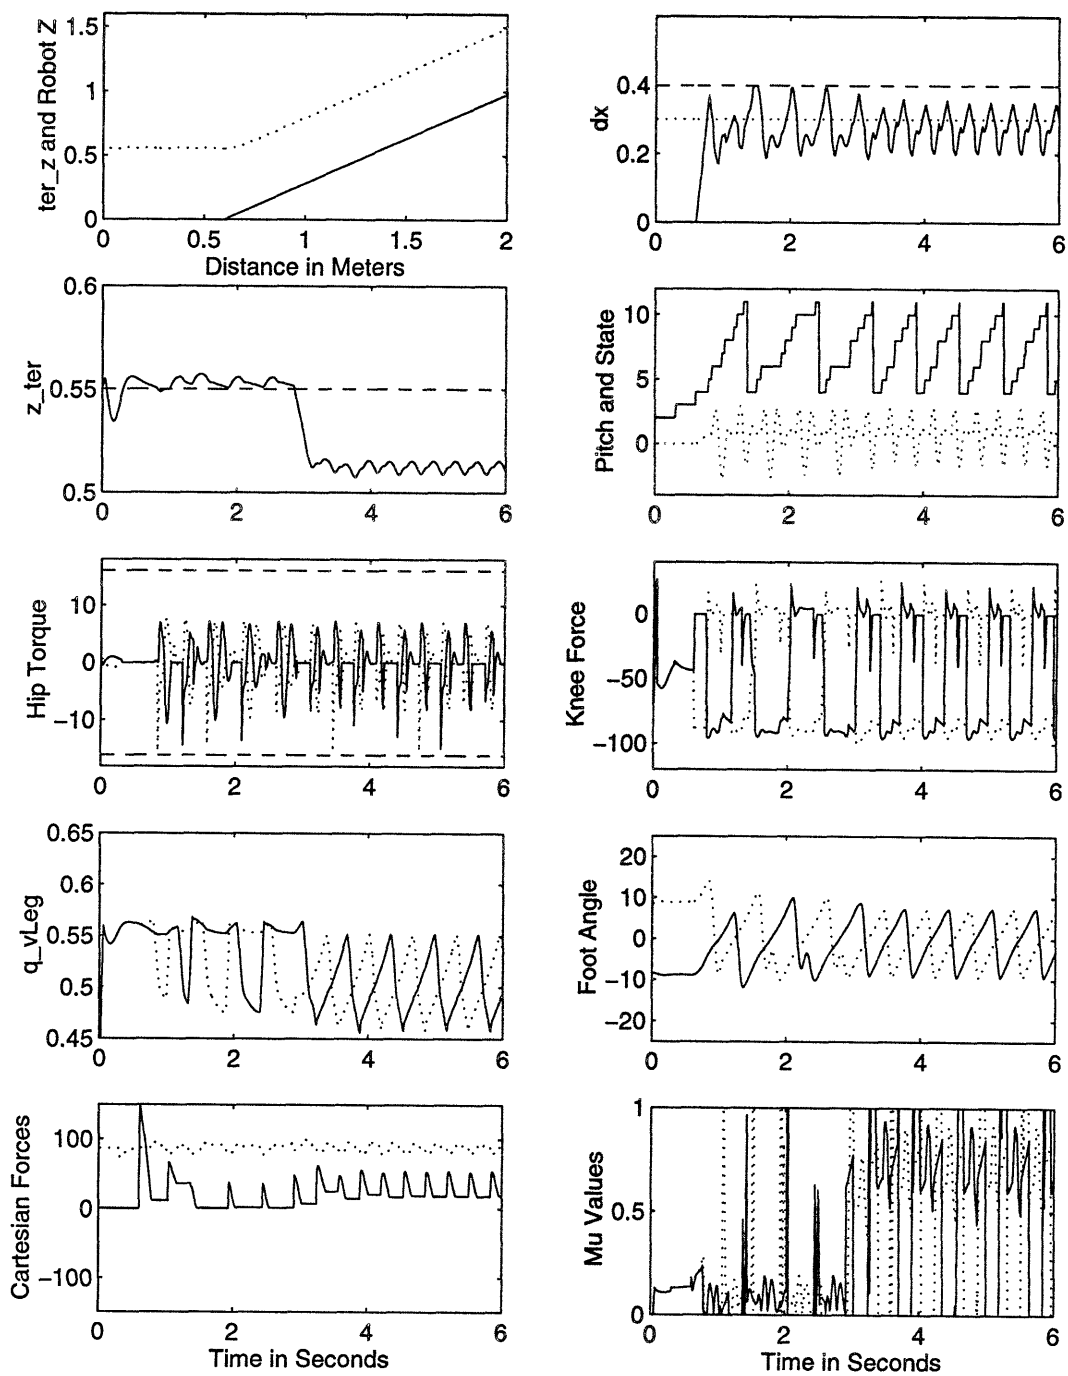 ter_z and Robot Z
1.5
1
0.5
0
0 0.5 1 1.5 2
Distance in Meters
dx
0.4
0.2
0
0 2 4 6
z_ter
0.6
0.55
0.5
0 2 4 6
Pitch and State
10
5
0
0 2 4 6
Hip Torque
10
0
−10
0 2 4 6
Knee Force
0
−50
−100
0 2 4 6
q_vLeg
0.65
0.6
0.55
0.5
0.45
0 2 4 6
Foot Angle
20
10
0
−10
−20
0 2 4 6
Cartesian Forces
100
0
−100
0 2 4 6
Time in Seconds
Mu Values
1
0.5
0
0 2 4 6
Time in Seconds